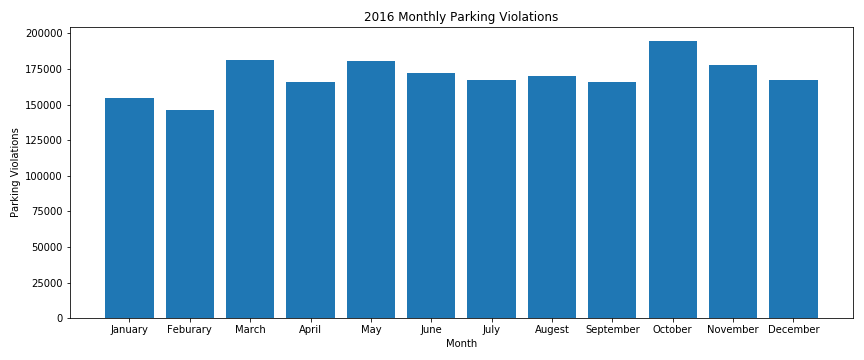 2016 Monthly Parking Violations
200000
175000
150000
125000
100000
75000
50000
25000
0
Parking Violations
January Feburary March April May June July Augest September October November December
Month